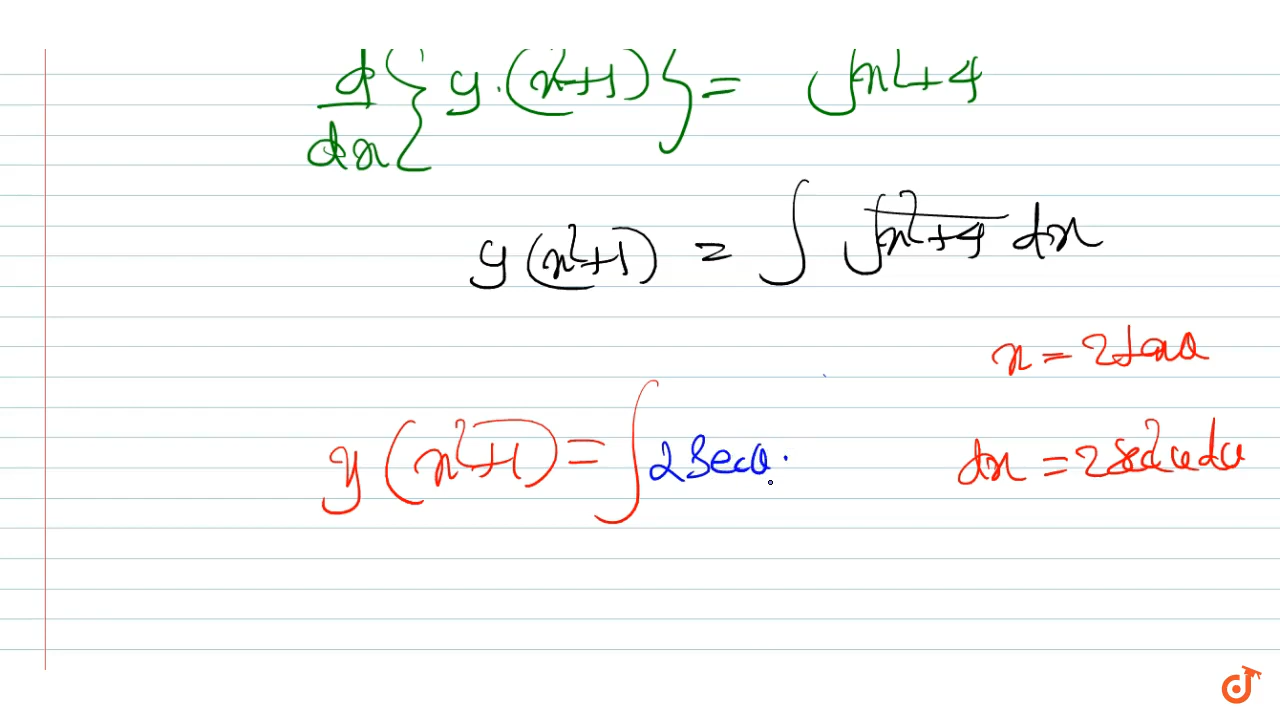 d/dx { y·(x²+1) } = √x²+4
y(x²+1) = ∫ √x²+4 dx
x = 2tanθ
y(x²+1) = ∫ 2secθ·
dx = 2sec²θdθ